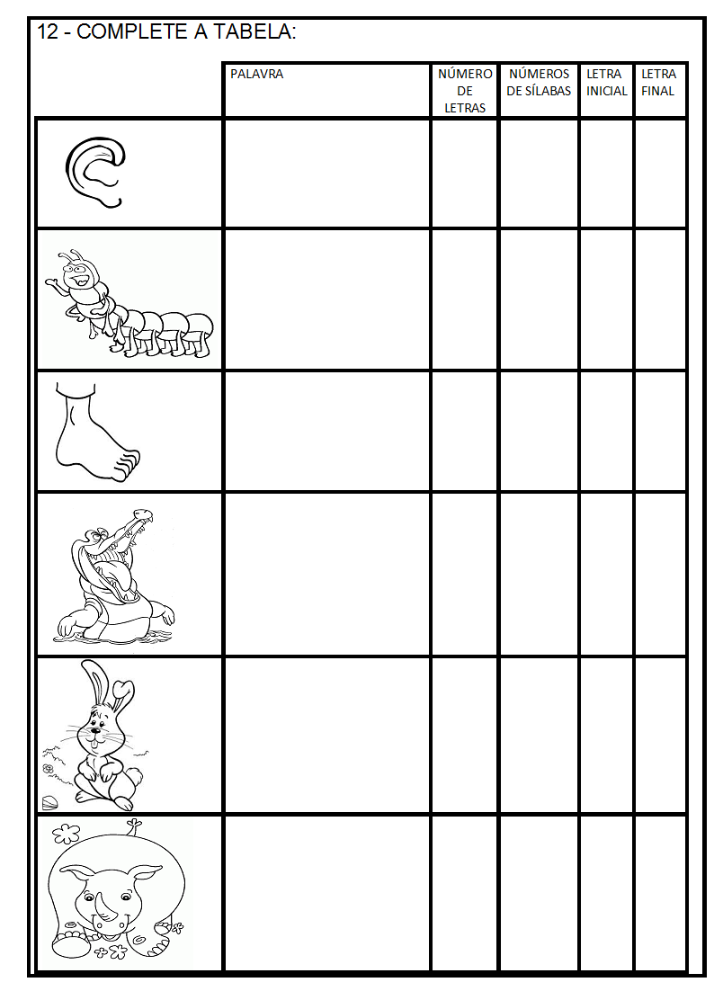 12 - COMPLETE A TABELA:
PALAVRA
NÚMERO
DE
LETRAS
NÚMEROS
DE SÍLABAS
LETRA
INICIAL
LETRA
FINAL